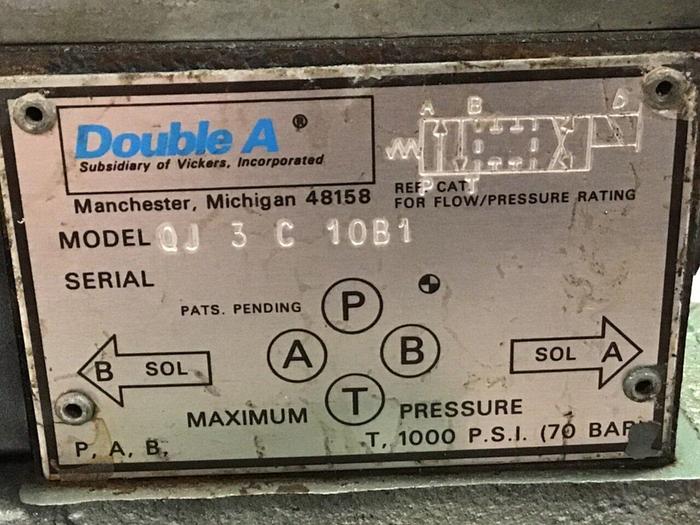 Double A ®
Subsidiary of Vickers, Incorporated
Manchester, Michigan 48158
A B D
P T
REF. CAT.
FOR FLOW/PRESSURE RATING
MODEL QJ 3 C 10B1
SERIAL
PATS. PENDING
P
A B
T
B SOL
SOL A
MAXIMUM PRESSURE
P, A, B, T, 1000 P.S.I. (70 BAR)